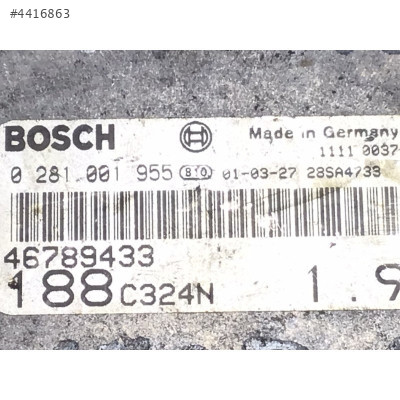 #4416863
BOSCH Made in Germany
1111 0037
0 281 001 955 810 01-03-27 28SA4733
46789433
188 C324N 1.9